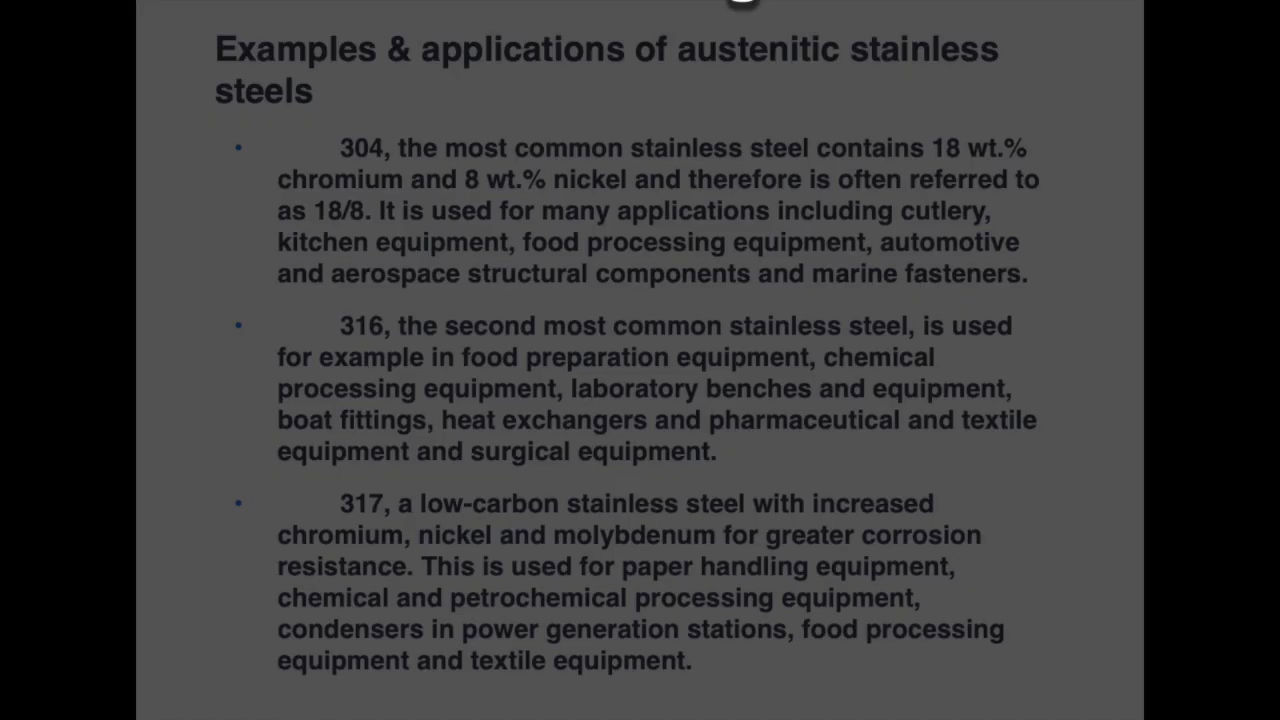 Examples & applications of austenitic stainless
steels
• 304, the most common stainless steel contains 18 wt.%
chromium and 8 wt.% nickel and therefore is often referred to
as 18/8. It is used for many applications including cutlery,
kitchen equipment, food processing equipment, automotive
and aerospace structural components and marine fasteners.
• 316, the second most common stainless steel, is used
for example in food preparation equipment, chemical
processing equipment, laboratory benches and equipment,
boat fittings, heat exchangers and pharmaceutical and textile
equipment and surgical equipment.
• 317, a low-carbon stainless steel with increased
chromium, nickel and molybdenum for greater corrosion
resistance. This is used for paper handling equipment,
chemical and petrochemical processing equipment,
condensers in power generation stations, food processing
equipment and textile equipment.